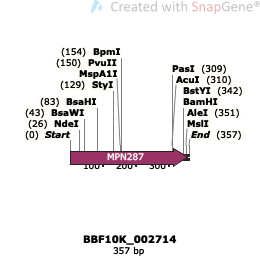 Created with SnapGene®
(154) BpmI
(150) PvuII
MspA1I
(129) StyI
(83) BsaHI
(43) BsaWI
(26) NdeI
(0) Start
PasI (309)
AcuI (310)
BstYI (342)
BamHI
AleI (351)
MslI
End (357)
MPN287
100 200 300
BBF10K_002714
357 bp